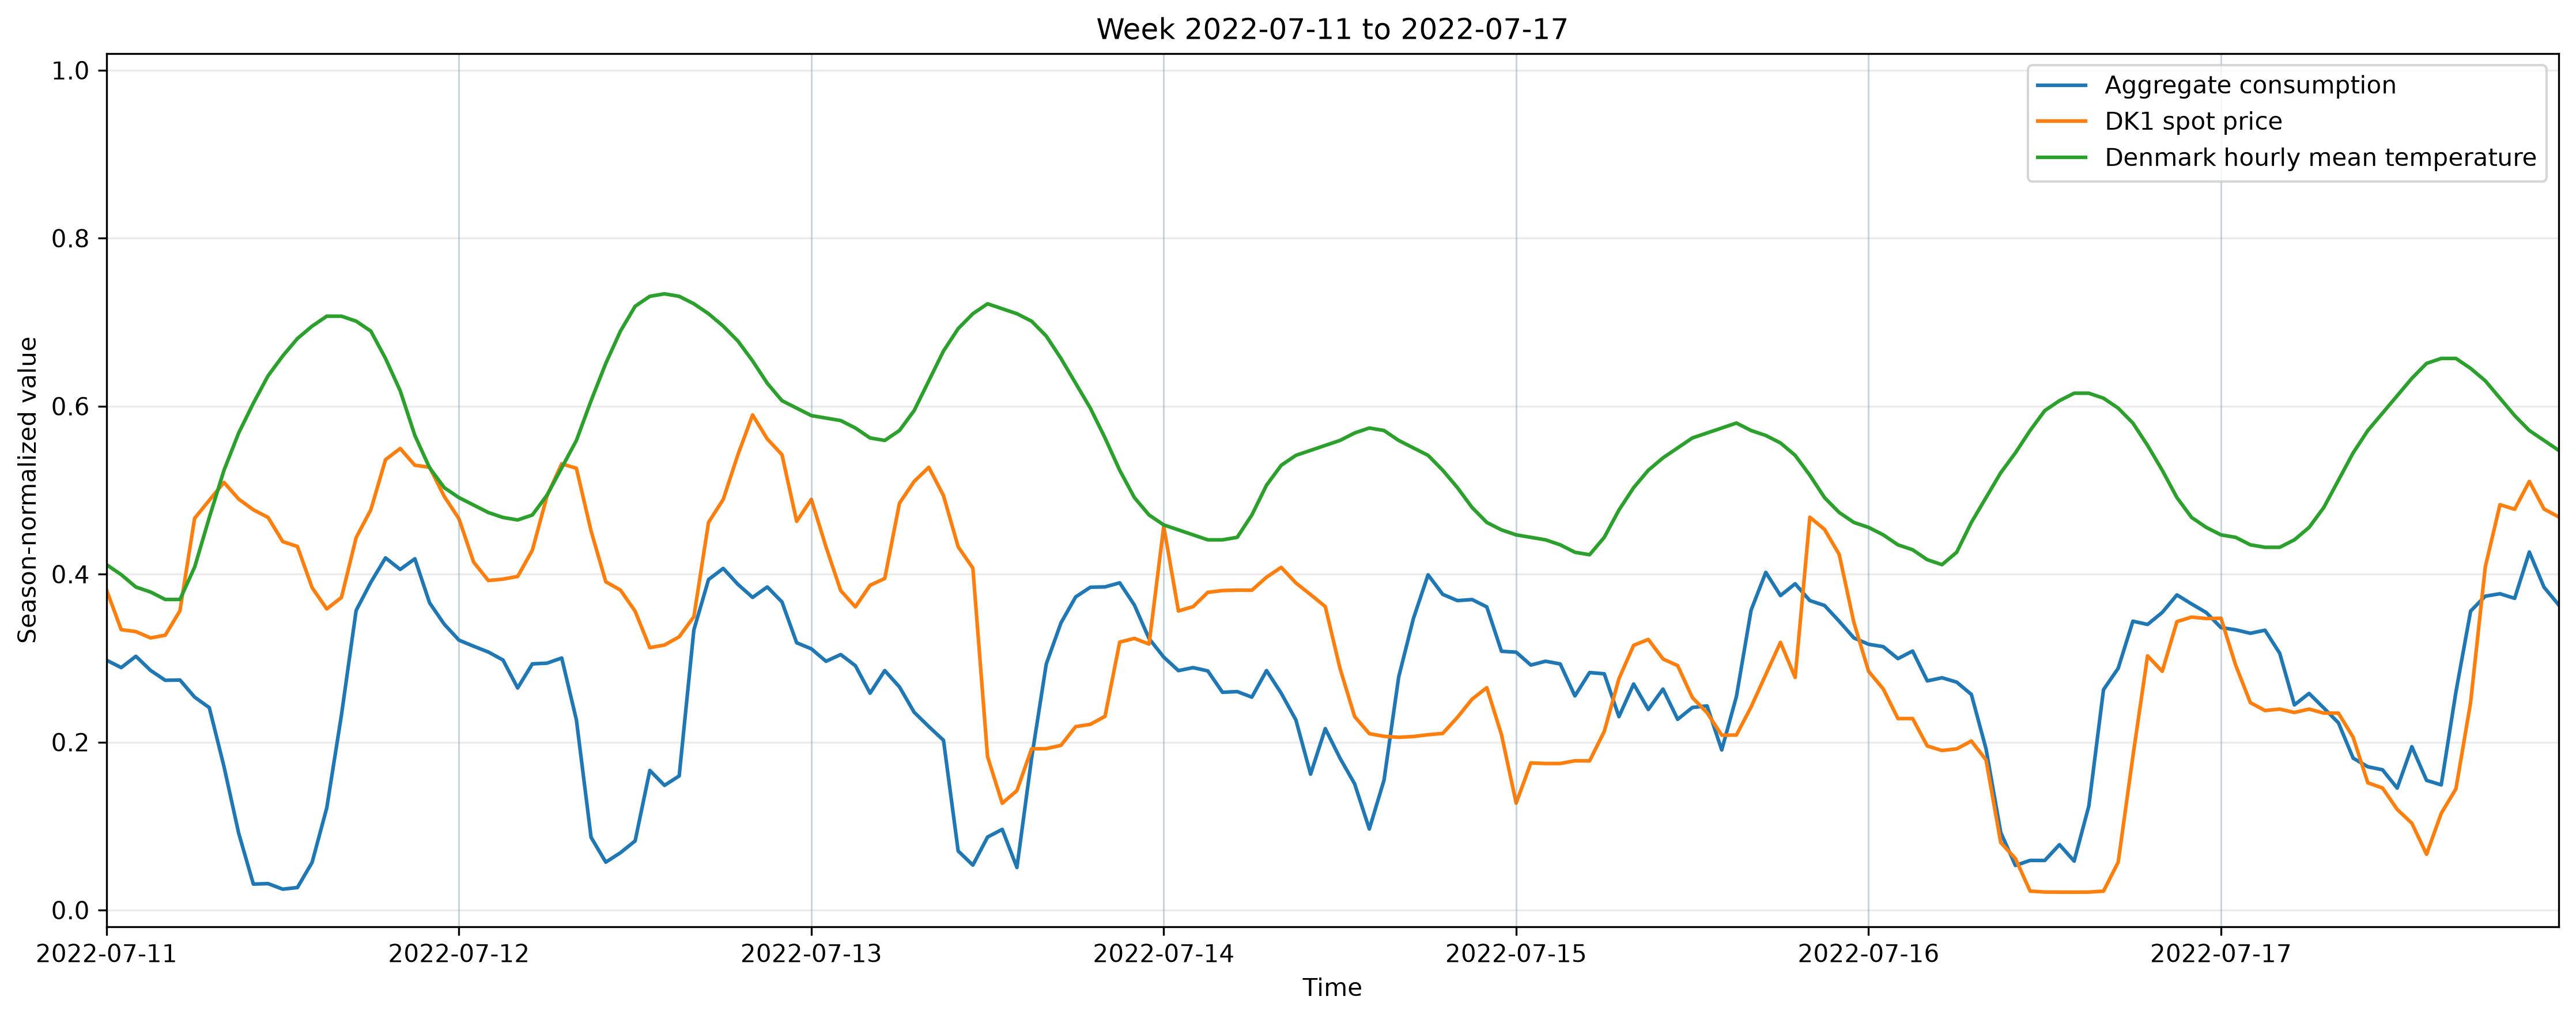 Week 2022-07-11 to 2022-07-17
Aggregate consumption
DK1 spot price
Denmark hourly mean temperature
Season-normalized value
1.0
0.8
0.6
0.4
0.2
0.0
2022-07-11 2022-07-12 2022-07-13 2022-07-14 2022-07-15 2022-07-16 2022-07-17
Time